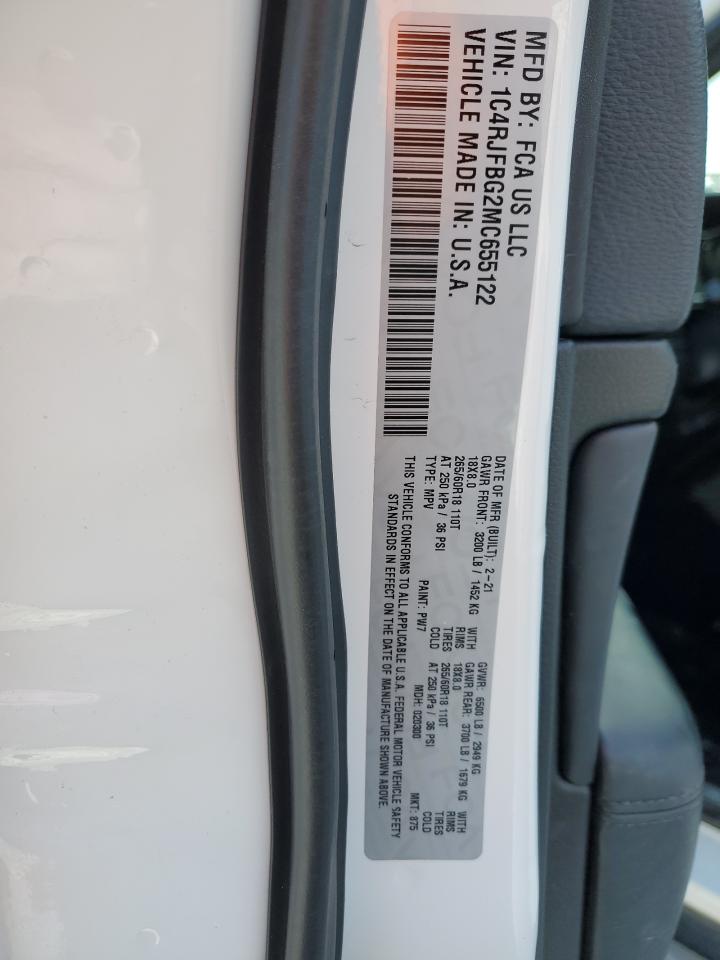 MFD BY: FCA US LLC
VIN: 1C4RJFBG2MC655122
VEHICLE MADE IN: U.S.A.
DATE OF MFR (BUILT): 2-21 GVWR: 6500 LB / 2949 KG
GAWR FRONT: 3200 LB / 1452 KG WITH GAWR REAR: 3700 LB / 1679 KG WITH
18X8.0 RIMS 18X8.0 RIMS
265/60R18 110T TIRES 265/60R18 110T TIRES
AT 250 kPa / 36 PSI COLD AT 250 kPa / 36 PSI COLD
TYPE: MPV PAINT: PW7 MDH: 020300 MKT: 875
THIS VEHICLE CONFORMS TO ALL APPLICABLE U.S.A. FEDERAL MOTOR VEHICLE SAFETY
STANDARDS IN EFFECT ON THE DATE OF MANUFACTURE SHOWN ABOVE.